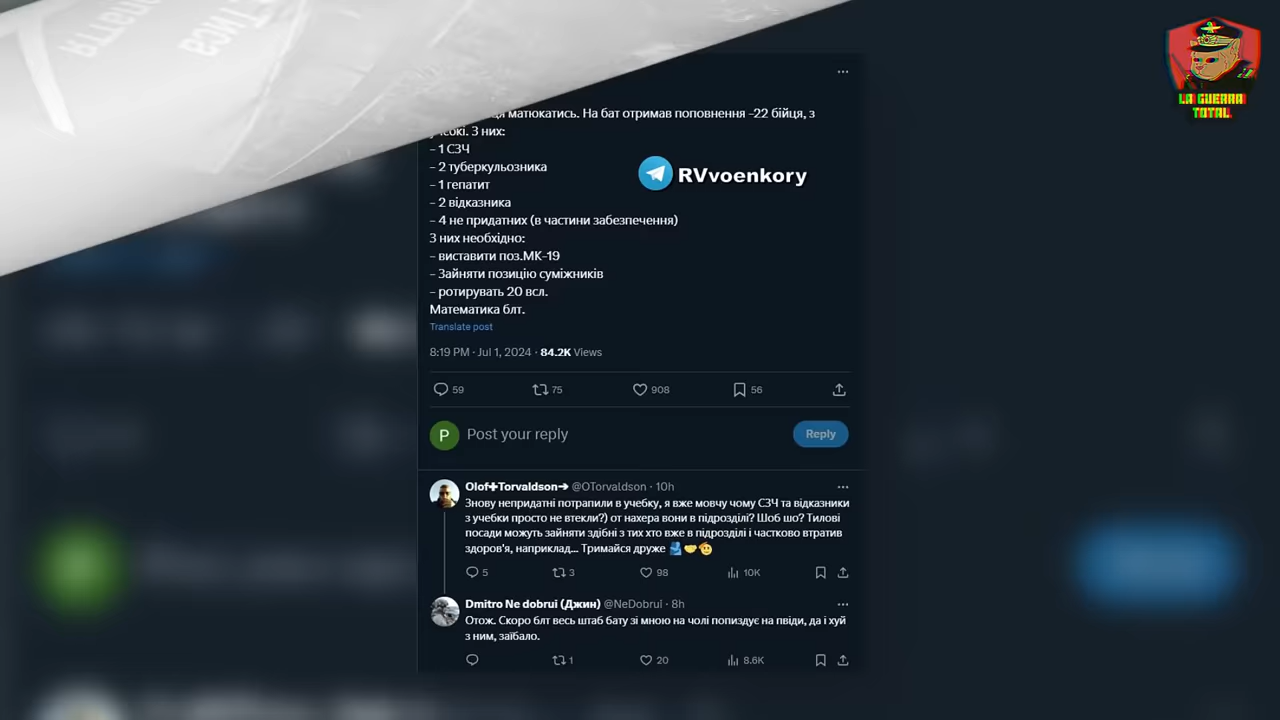 LA GUERRA
TOTAL
матюкатись. На бат отримав поповнення -22 бійця, з
З них:
- 1 СЗЧ
- 2 туберкульозника
- 1 гепатит
- 2 відказника
- 4 не придатних (в частини забезпечення)
З них необхідно:
- виставити поз.МК-19
- Зайняти позицію суміжників
- ротирувать 20 всл.
Математика блт.
RVvoenkory
Translate post
8:19 PM · Jul 1, 2024 · 84.2K Views
59 75 908 56
P Post your reply Reply
Olof✚Torvaldson➔ @OTorvaldson · 10h
Знову непридатні потрапили в учебку, я вже мовчу чому СЗЧ та відказники
з учебки просто не втекли?) от нахера вони в підрозділі? Шоб шо? Тилові
посади можуть зайняти здібні з тих хто вже в підрозділі і частково втратив
здоров'я, наприклад... Тримайся друже
5 3 98 10K
Dmitro Ne dobrui (Джин) @NeDobrui · 8h
Отож. Скоро блт весь штаб бату зі мною на чолі попиздує на пвіди, да і хуй
з ним, заїбало.
1 20 8.6K